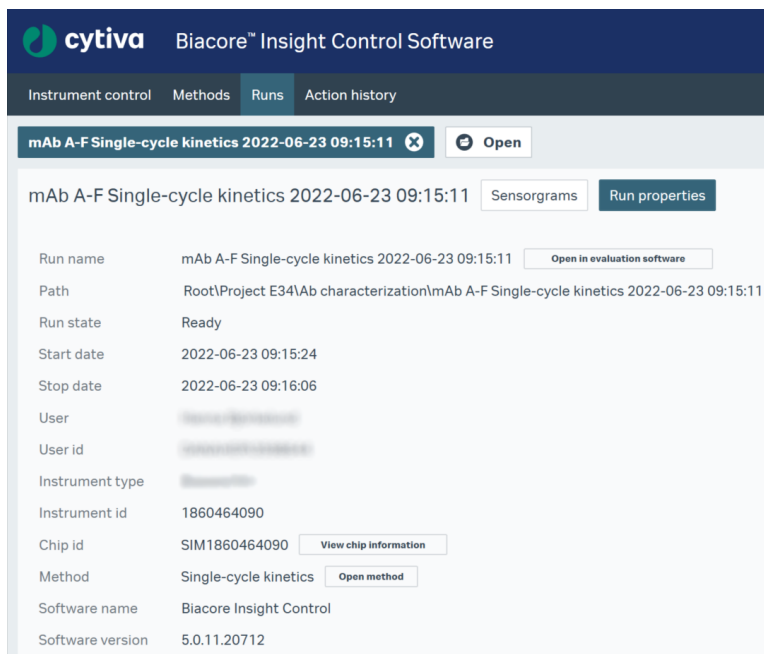 cytiva Biacore™ Insight Control Software
Instrument control Methods Runs Action history
mAb A-F Single-cycle kinetics 2022-06-23 09:15:11 Open
mAb A-F Single-cycle kinetics 2022-06-23 09:15:11 Sensorgrams Run properties
Run name mAb A-F Single-cycle kinetics 2022-06-23 09:15:11 Open in evaluation software
Path Root\Project E34\Ab characterization\mAb A-F Single-cycle kinetics 2022-06-23 09:15:11
Run state Ready
Start date 2022-06-23 09:15:24
Stop date 2022-06-23 09:16:06
User
User id
Instrument type
Instrument id 1860464090
Chip id SIM1860464090 View chip information
Method Single-cycle kinetics Open method
Software name Biacore Insight Control
Software version 5.0.11.20712